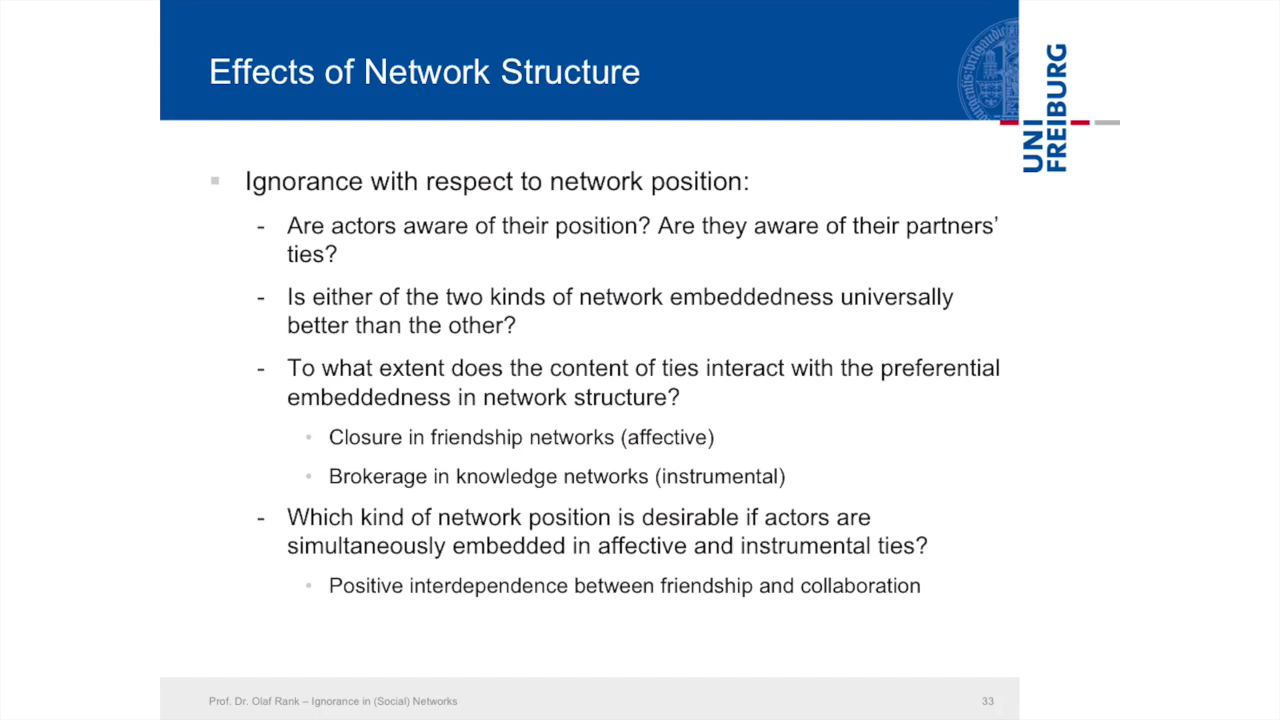 Effects of Network Structure
UNI
FREIBURG
Ignorance with respect to network position:
- Are actors aware of their position? Are they aware of their partners’
ties?
- Is either of the two kinds of network embeddedness universally
better than the other?
- To what extent does the content of ties interact with the preferential
embeddedness in network structure?
Closure in friendship networks (affective)
Brokerage in knowledge networks (instrumental)
- Which kind of network position is desirable if actors are
simultaneously embedded in affective and instrumental ties?
Positive interdependence between friendship and collaboration
Prof. Dr. Olaf Rank – Ignorance in (Social) Networks
33